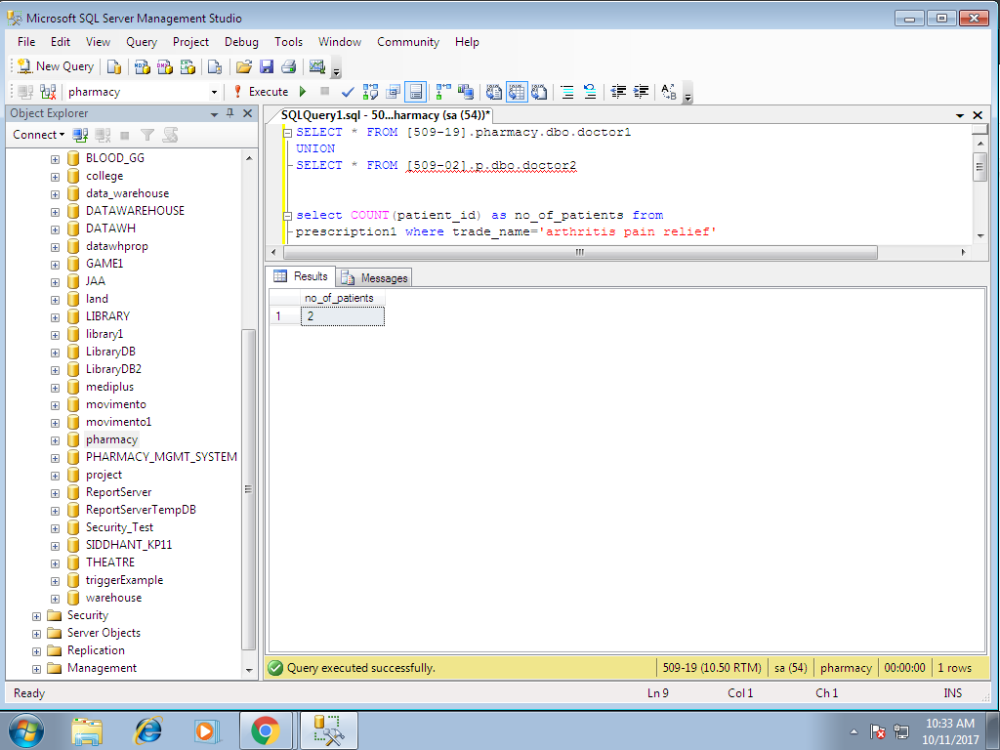 Microsoft SQL Server Management Studio
File Edit View Query Project Debug Tools Window Community Help
New Query
pharmacy Execute
Object Explorer
Connect
BLOOD_GG
college
data_warehouse
DATAWAREHOUSE
DATAWH
datawhprop
GAME1
JAA
land
LIBRARY
library1
LibraryDB
LibraryDB2
mediplus
movimento
movimento1
pharmacy
PHARMACY_MGMT_SYSTEM
project
ReportServer
ReportServerTempDB
Security_Test
SIDDHANT_KP11
THEATRE
triggerExample
warehouse
Security
Server Objects
Replication
Management
SQLQuery1.sql - 50...harmacy (sa (54))*
SELECT * FROM [509-19].pharmacy.dbo.doctor1
UNION
SELECT * FROM [509-02].p.dbo.doctor2
select COUNT(patient_id) as no_of_patients from
prescription1 where trade_name='arthritis pain relief'
Results Messages
no_of_patients
1 2
Query executed successfully. 509-19 (10.50 RTM) sa (54) pharmacy 00:00:00 1 rows
Ready Ln 9 Col 1 Ch 1 INS
10:33 AM
10/11/2017